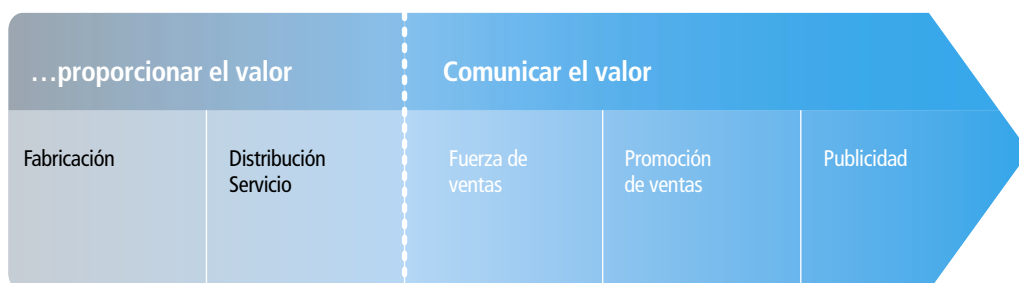 …proporcionar el valor
Comunicar el valor
Fabricación
Distribución
Servicio
Fuerza de
ventas
Promoción
de ventas
Publicidad